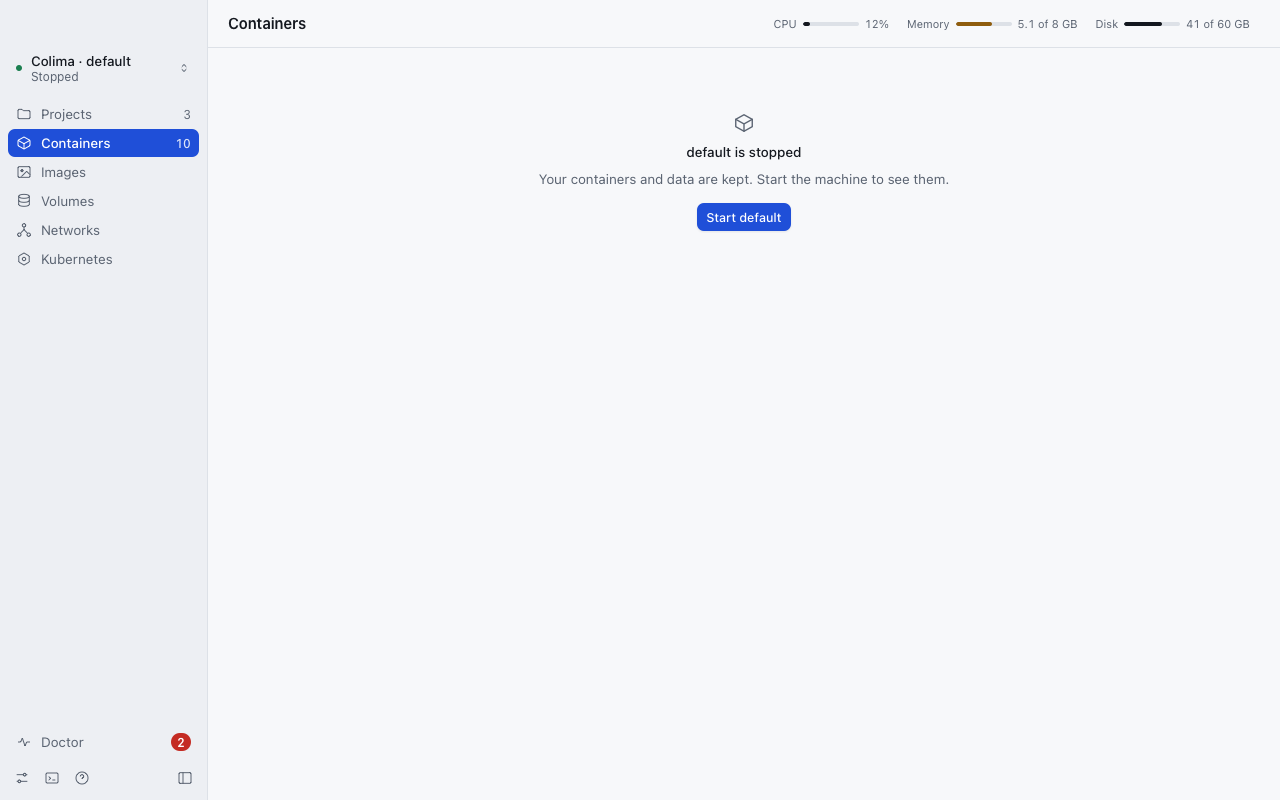 Containers
CPU 12% Memory 5.1 of 8 GB Disk 41 of 60 GB
Colima · default
Stopped
Projects 3
Containers 10
Images
Volumes
Networks
Kubernetes
default is stopped
Your containers and data are kept. Start the machine to see them.
Start default
Doctor 2